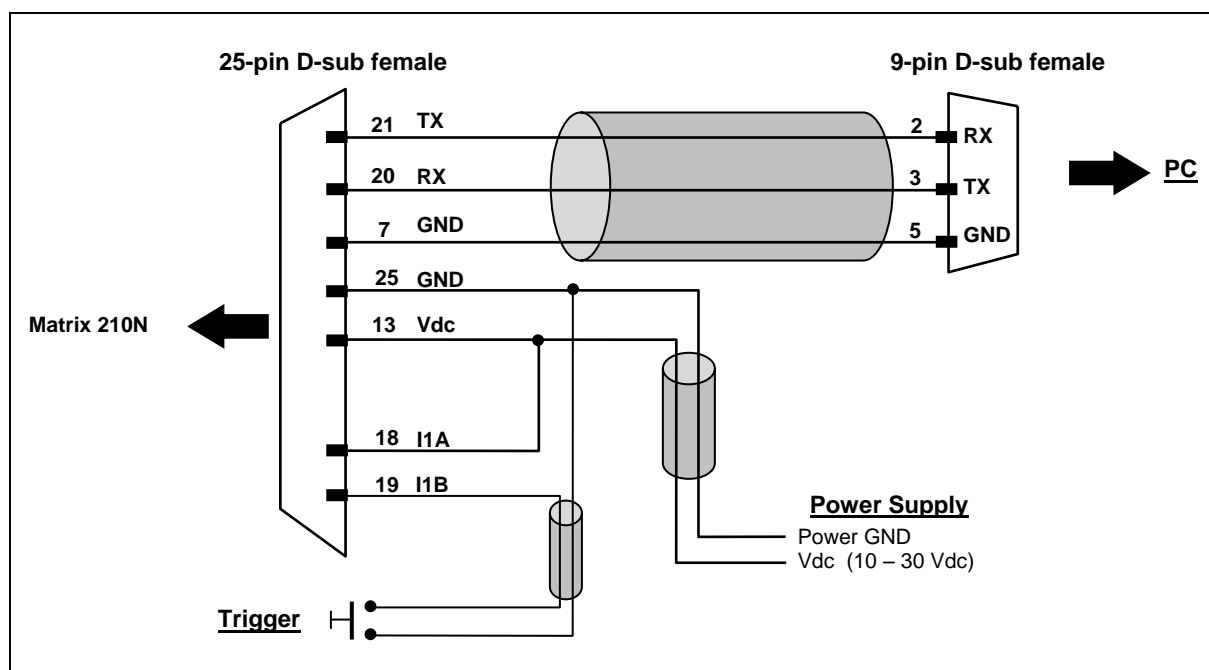 25-pin D-sub female
9-pin D-sub female
21 TX
2 RX
20 RX
3 TX
PC
7 GND
5 GND
25 GND
Matrix 210N
13 Vdc
18 I1A
19 I1B
Power Supply
Power GND
Vdc (10 – 30 Vdc)
Trigger